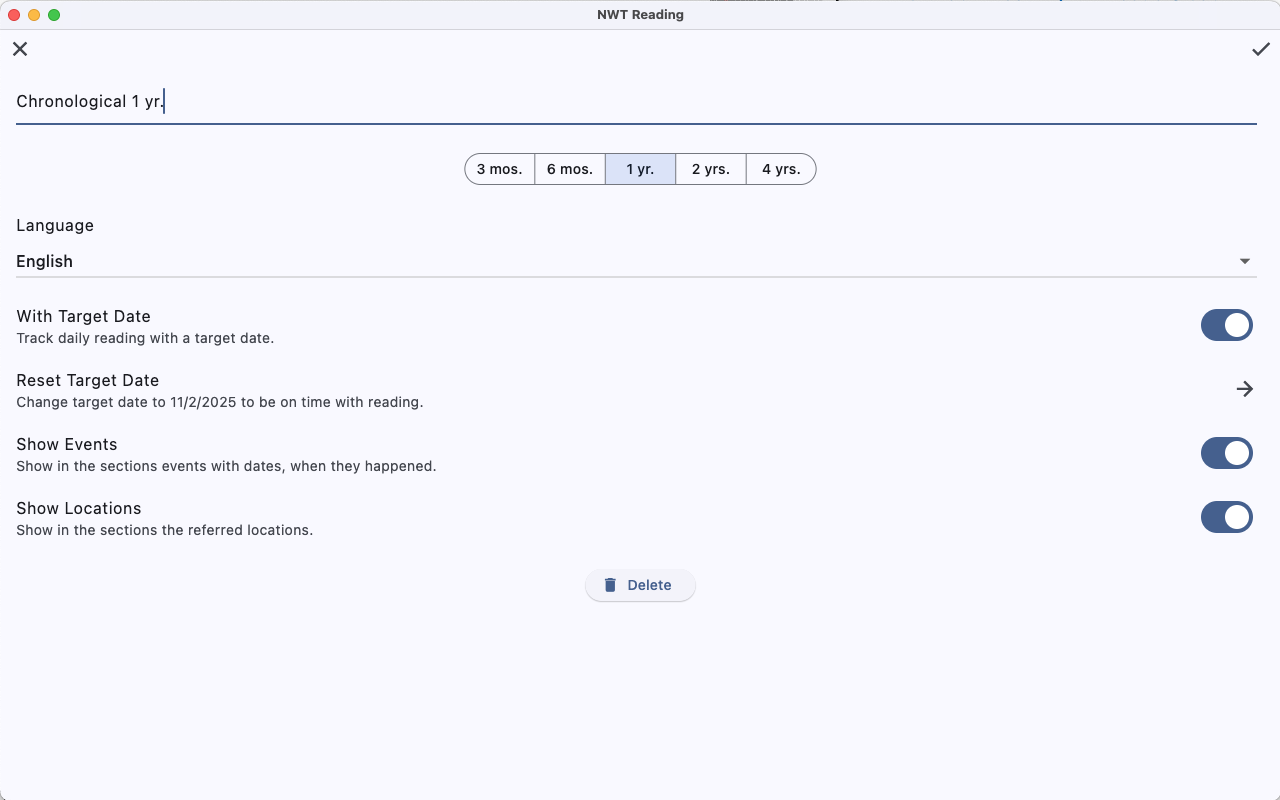 NWT Reading
Chronological 1 yr.
3 mos.
6 mos.
1 yr.
2 yrs.
4 yrs.
Language
English
With Target Date
Track daily reading with a target date.
Reset Target Date
Change target date to 11/2/2025 to be on time with reading.
Show Events
Show in the sections events with dates, when they happened.
Show Locations
Show in the sections the referred locations.
Delete